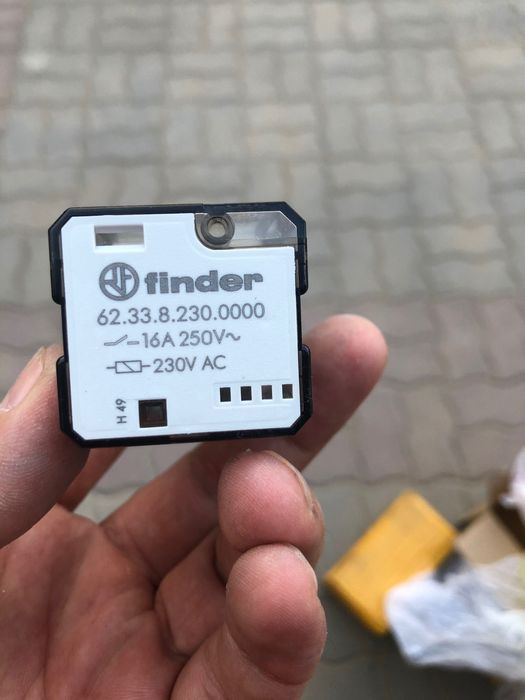 finder
62.33.8.230.0000
16A 250V~
230V AC
H 49